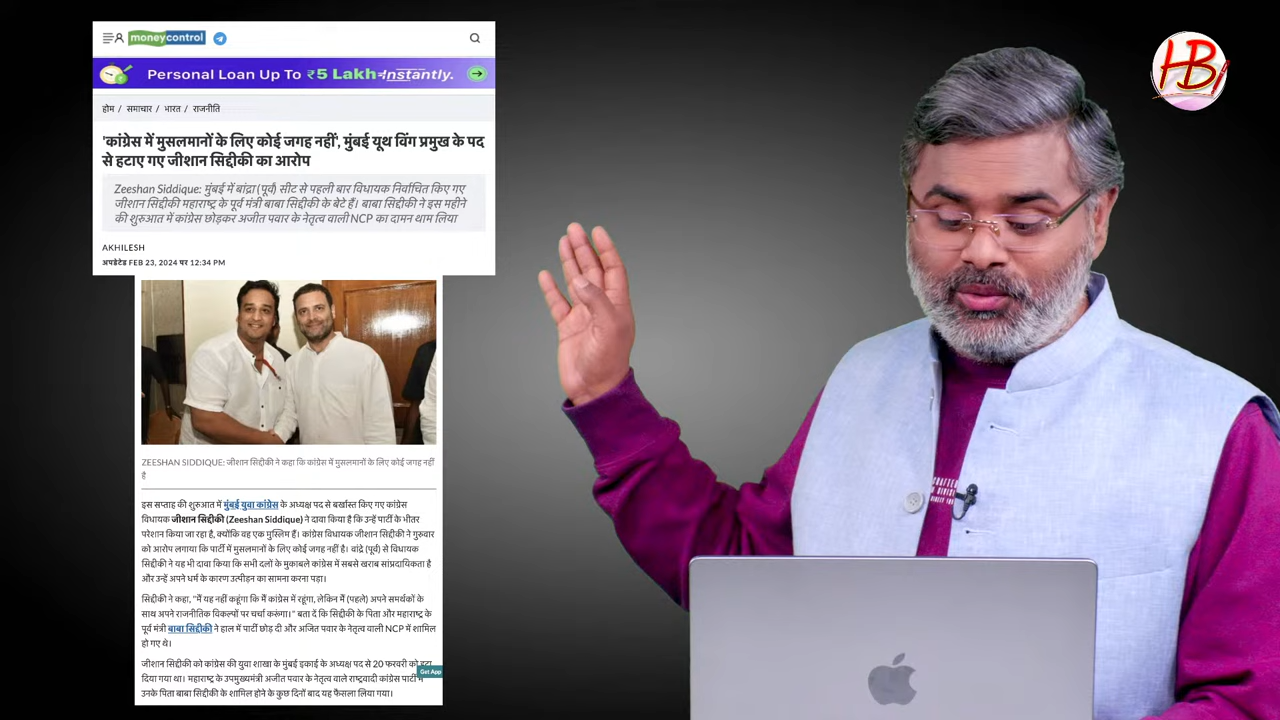 moneycontrol
Personal Loan Up To ₹5 Lakh Instantly.
होम / समाचार / भारत / राजनीति
'कांग्रेस में मुसलमानों के लिए कोई जगह नहीं', मुंबई यूथ विंग प्रमुख के पद
से हटाए गए जीशान सिद्दीकी का आरोप
Zeeshan Siddique: मुंबई में बांद्रा (पूर्व) सीट से पहली बार विधायक निर्वाचित किए गए
जीशान सिद्दीकी महाराष्ट्र के पूर्व मंत्री बाबा सिद्दीकी के बेटे हैं। बाबा सिद्दीकी ने इस महीने
की शुरुआत में कांग्रेस छोड़कर अजीत पवार के नेतृत्व वाली NCP का दामन थाम लिया
AKHILESH
अपडेटेड FEB 23, 2024 पर 12:34 PM
ZEESHAN SIDDIQUE: जीशान सिद्दीकी ने कहा कि कांग्रेस में मुसलमानों के लिए कोई जगह नहीं
है
इस सप्ताह की शुरुआत में मुंबई युवा कांग्रेस के अध्यक्ष पद से बर्खास्त किए गए कांग्रेस
विधायक जीशान सिद्दीकी (Zeeshan Siddique) ने दावा किया है कि उन्हें पार्टी के भीतर
परेशान किया जा रहा है, क्योंकि वह एक मुस्लिम हैं। कांग्रेस विधायक जीशान सिद्दीकी ने गुरुवार
को आरोप लगाया कि पार्टी में मुसलमानों के लिए कोई जगह नहीं है। वांद्रे (पूर्व) से विधायक
सिद्दीकी ने यह भी दावा किया कि सभी दलों के मुकाबले कांग्रेस में सबसे खराब सांप्रदायिकता है
और उन्हें अपने धर्म के कारण उत्पीड़न का सामना करना पड़ा।
सिद्दीकी ने कहा, "मैं यह नहीं कहूंगा कि मैं कांग्रेस में रहूंगा, लेकिन मैं (पहले) अपने समर्थकों के
साथ अपने राजनीतिक विकल्पों पर चर्चा करूंगा।" बता दें कि सिद्दीकी के पिता और महाराष्ट्र के
पूर्व मंत्री बाबा सिद्दीकी ने हाल में पार्टी छोड़ दी और अजित पवार के नेतृत्व वाली NCP में शामिल
हो गए थे।
जीशान सिद्दीकी को कांग्रेस की युवा शाखा के मुंबई इकाई के अध्यक्ष पद से 20 फरवरी को हटा
Get App
दिया गया था। महाराष्ट्र के उपमुख्यमंत्री अजीत पवार के नेतृत्व वाले राष्ट्रवादी कांग्रेस पार्टी में
उनके पिता बाबा सिद्दीकी के शामिल होने के कुछ दिनों बाद यह फैसला लिया गया।
HB